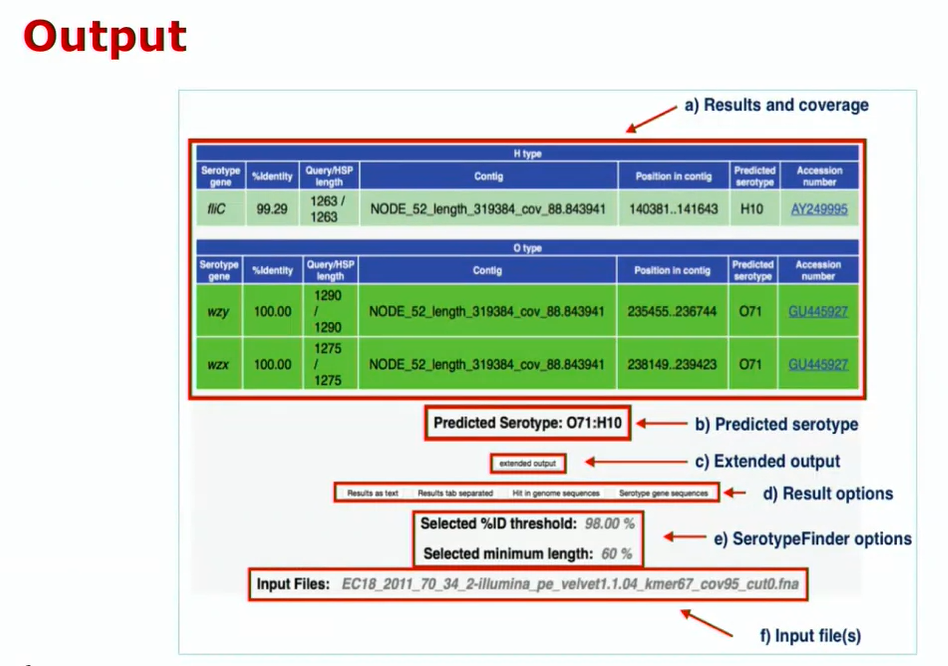 Output
a) Results and coverage
H type
Serotype gene %Identity Query/HSP length Contig Position in contig Predicted serotype Accession number
fliC 99.29 1263 / 1263 NODE_52_length_319384_cov_88.843941 140381..141643 H10 AY249995
O type
Serotype gene %Identity Query/HSP length Contig Position in contig Predicted serotype Accession number
wzy 100.00 1290 / 1290 NODE_52_length_319384_cov_88.843941 235455..236744 O71 GU445927
wzx 100.00 1275 / 1275 NODE_52_length_319384_cov_88.843941 238149..239423 O71 GU445927
Predicted Serotype: O71:H10
b) Predicted serotype
extended output
c) Extended output
Results as text Results tab separated Hit in genome sequences Serotype gene sequences
d) Result options
Selected %ID threshold: 98.00 %
Selected minimum length: 60 %
e) SerotypeFinder options
Input Files: EC18_2011_70_34_2-illumina_pe_velvet1.1.04_kmer67_cov95_cut0.fna
f) Input file(s)